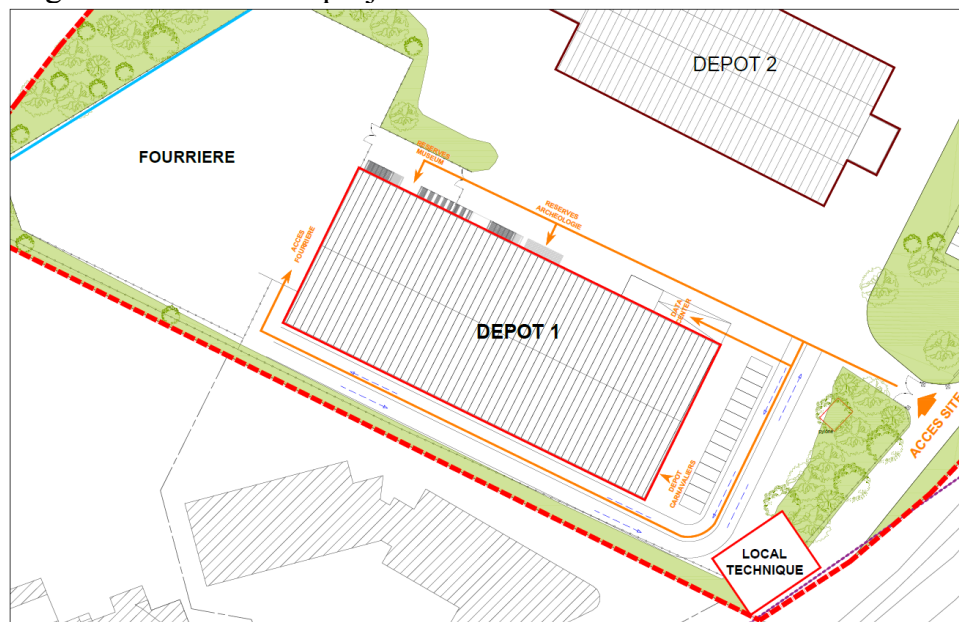 DEPOT 2
FOURRIERE
RESERVES
MUSEUM
RESERVES
ARCHEOLOGIE
ACCES
FOURRIERE
DATA
CENTER
DEPOT 1
ACCES SITE
DEPOT
CARNAVALIERS
LOCAL
TECHNIQUE